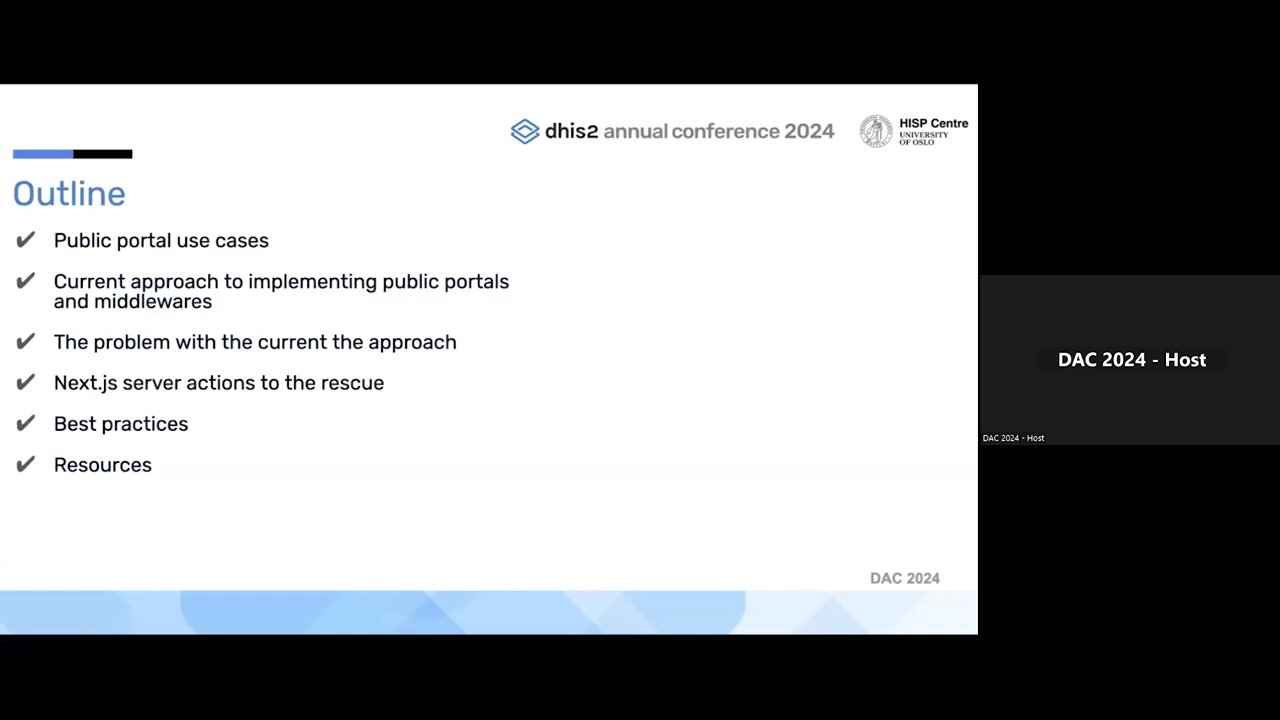 dhis2 annual conference 2024
HISP Centre
UNIVERSITY
OF OSLO
Outline
✔ Public portal use cases
✔ Current approach to implementing public portals
and middlewares
✔ The problem with the current the approach
✔ Next.js server actions to the rescue
✔ Best practices
✔ Resources
DAC 2024
DAC 2024 - Host
DAC 2024 - Host